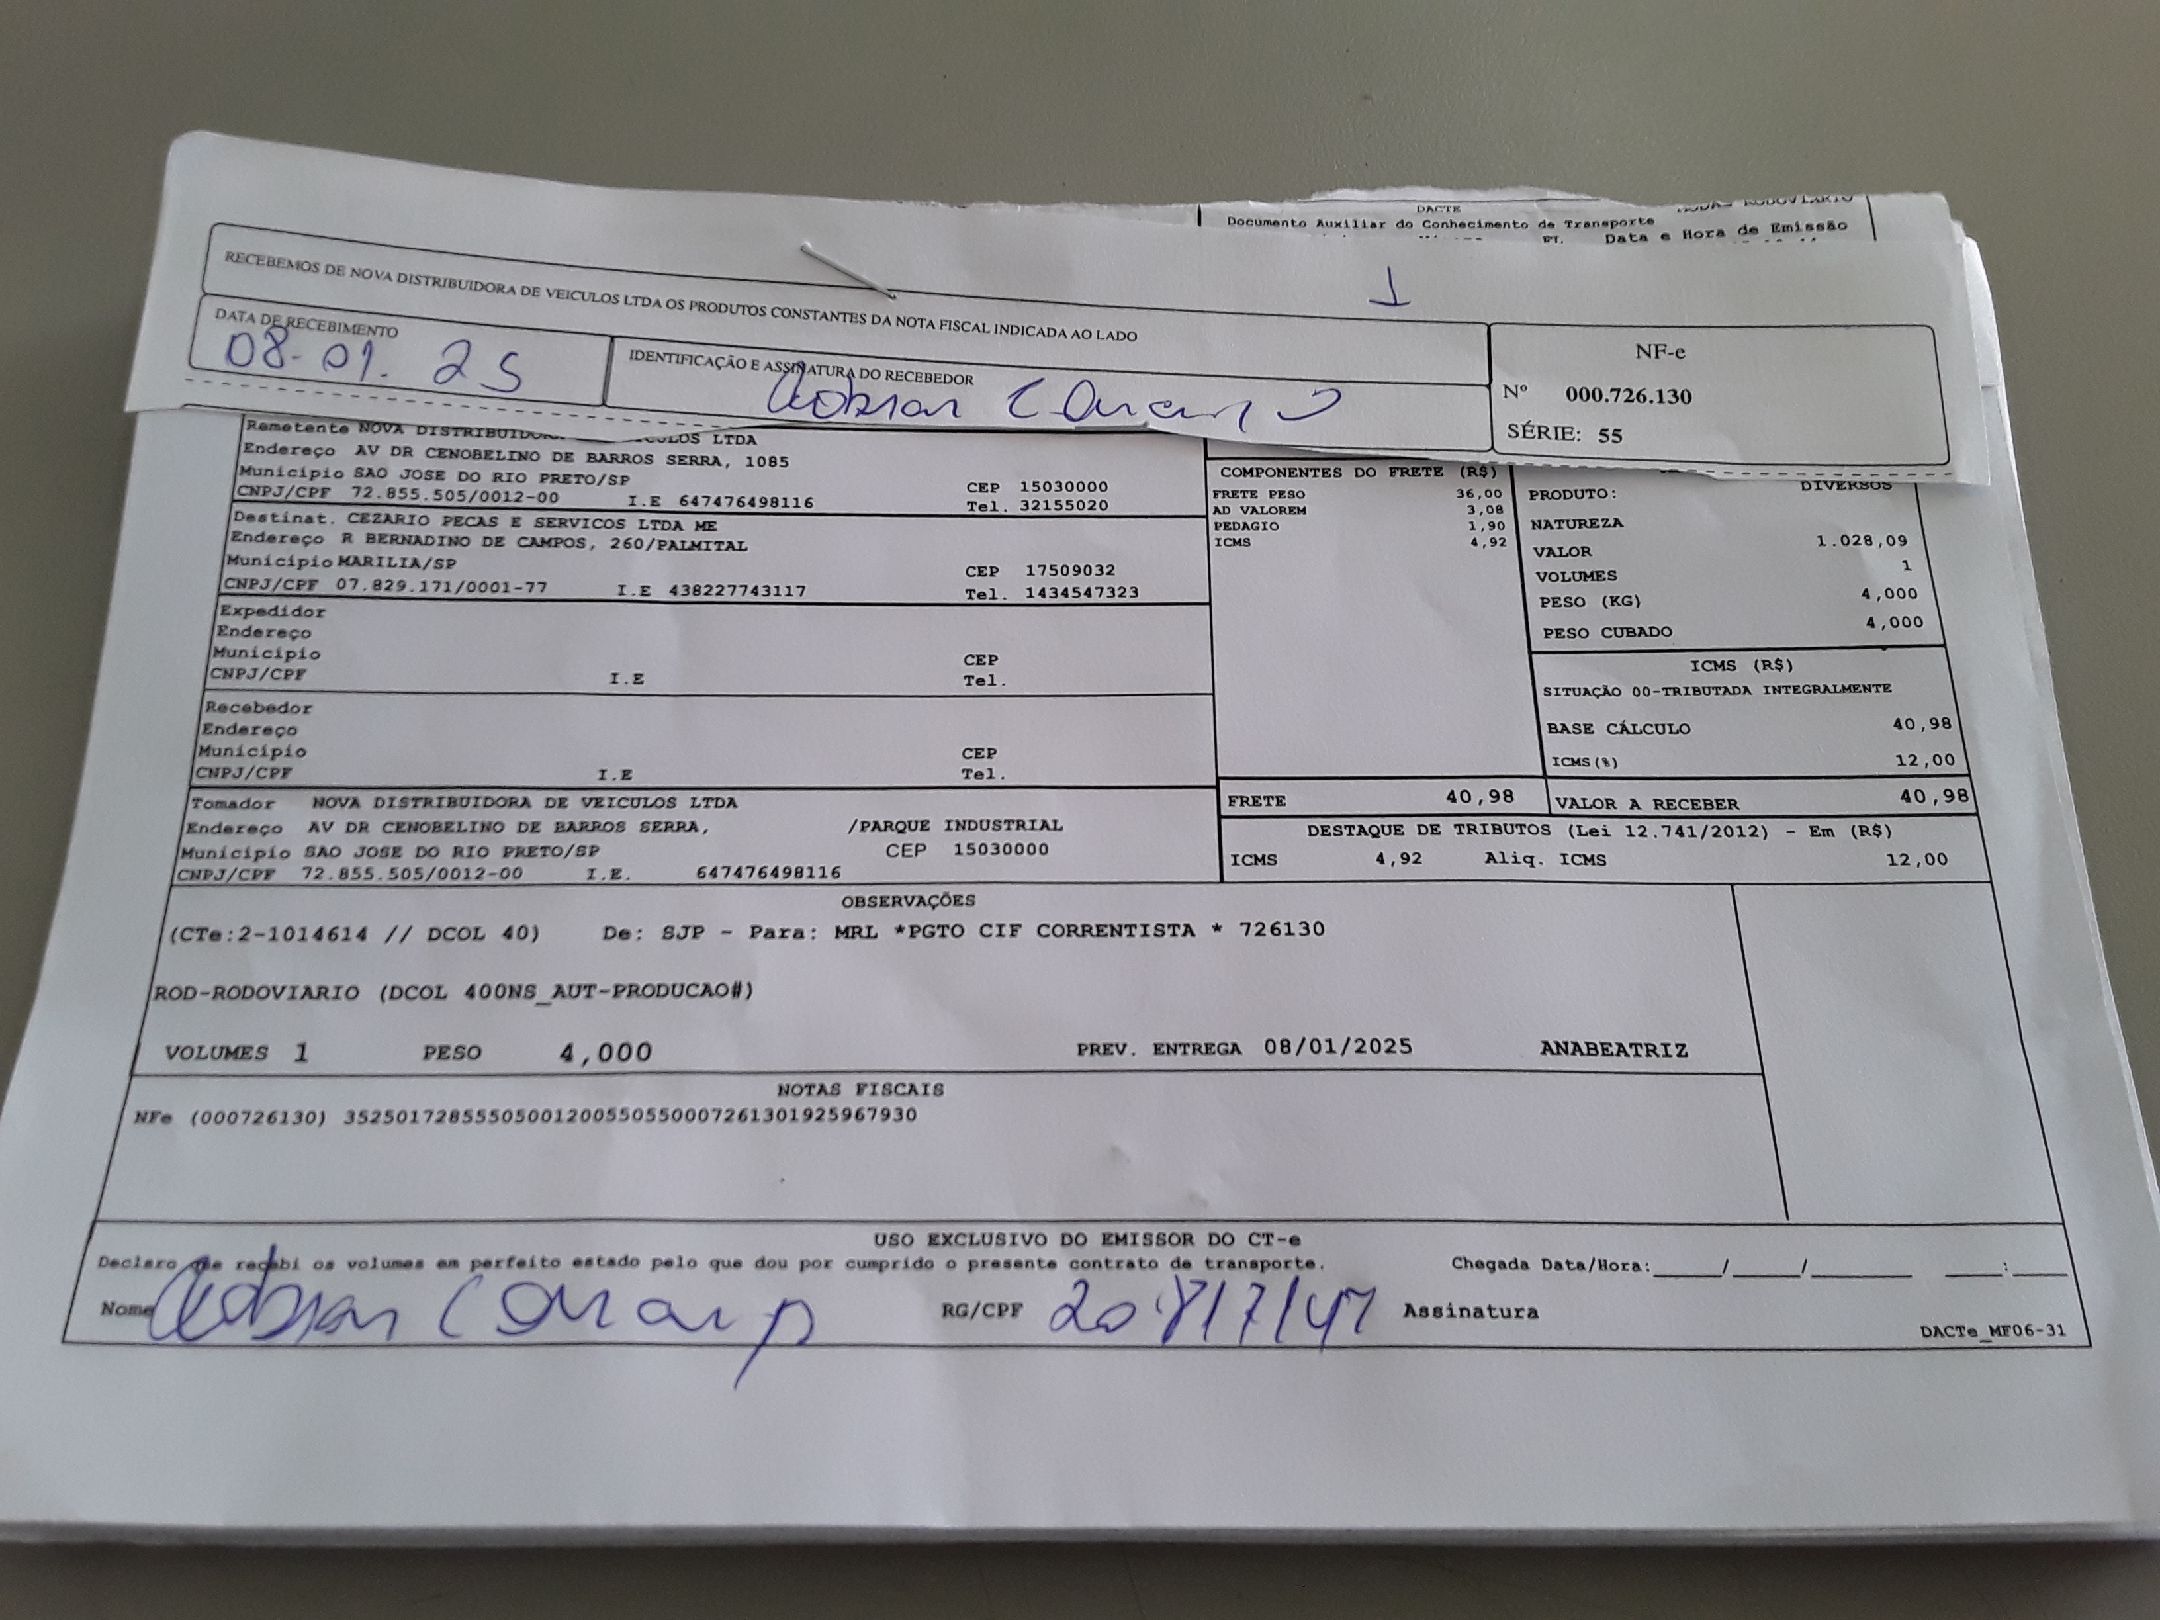 DACTE
Documento Auxiliar do Conhecimento de Transporte
Data e Hora de Emissão
RECEBEMOS DE NOVA DISTRIBUIDORA DE VEICULOS LTDA OS PRODUTOS CONSTANTES DA NOTA FISCAL INDICADA AO LADO
DATA DE RECEBIMENTO
08-01.25
IDENTIFICAÇÃO E ASSINATURA DO RECEBEDOR
NF-e
Nº 000.726.130
SÉRIE: 55
Remetente NOVA DISTRIBUIDORA VEICULOS LTDA
Endereço AV DR CENOBELINO DE BARROS SERRA, 1085
Municipio SAO JOSE DO RIO PRETO/SP CEP 15030000
CNPJ/CPF 72.855.505/0012-00 I.E 647476498116 Tel. 32155020
Destinat. CEZARIO PECAS E SERVICOS LTDA ME
Endereço R BERNADINO DE CAMPOS, 260/PALMITAL
Municipio MARILIA/SP CEP 17509032
CNPJ/CPF 07.829.171/0001-77 I.E 438227743117 Tel. 1434547323
Expedidor
Endereço
Municipio CEP
CNPJ/CPF I.E Tel.
Recebedor
Endereço
Municipio CEP
CNPJ/CPF I.E Tel.
Tomador NOVA DISTRIBUIDORA DE VEICULOS LTDA
Endereço AV DR CENOBELINO DE BARROS SERRA, /PARQUE INDUSTRIAL
Municipio SAO JOSE DO RIO PRETO/SP CEP 15030000
CNPJ/CPF 72.855.505/0012-00 I.E. 647476498116
COMPONENTES DO FRETE (R$)
FRETE PESO 36,00
AD VALOREM 3,08
PEDAGIO 1,90
ICMS 4,92
PRODUTO: DIVERSOS
NATUREZA
VALOR 1.028,09
VOLUMES 1
PESO (KG) 4,000
PESO CUBADO 4,000
ICMS (R$)
SITUAÇÃO 00-TRIBUTADA INTEGRALMENTE
BASE CÁLCULO 40,98
ICMS(%) 12,00
FRETE 40,98 VALOR A RECEBER 40,98
DESTAQUE DE TRIBUTOS (Lei 12.741/2012) - Em (R$)
ICMS 4,92 Aliq. ICMS 12,00
OBSERVAÇÕES
(CTe:2-1014614 // DCOL 40) De: SJP - Para: MRL *PGTO CIF CORRENTISTA * 726130
ROD-RODOVIARIO (DCOL 400NS_AUT-PRODUCAO#)
VOLUMES 1 PESO 4,000 PREV. ENTREGA 08/01/2025 ANABEATRIZ
NOTAS FISCAIS
NFe (000726130) 35250172855505001200550550007261301925967930
USO EXCLUSIVO DO EMISSOR DO CT-e
Declaro que recebi os volumes em perfeito estado pelo que dou por cumprido o presente contrato de transporte. Chegada Data/Hora:_____/_____/_________ _____:_____
Nome RG/CPF Assinatura
DACTe_MF06-31